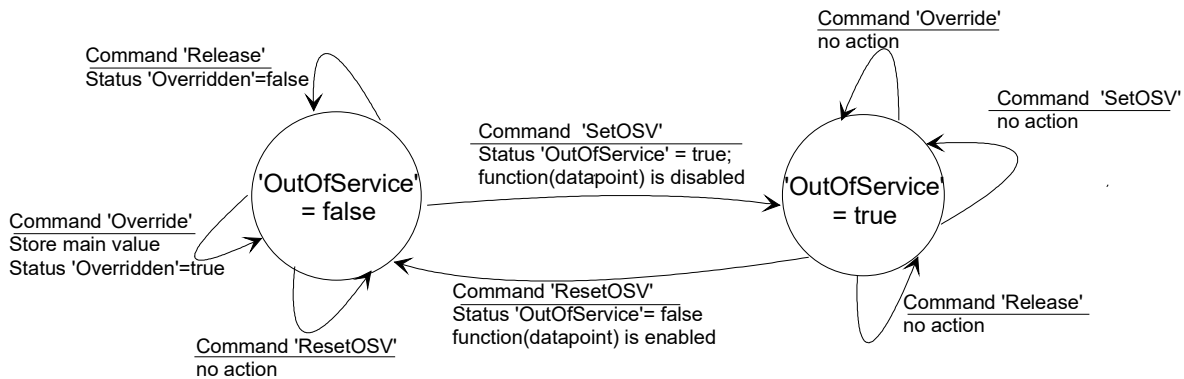 Command 'Release'
Status 'Overridden'=false
'OutOfService'
= false
Command 'Override'
Store main value
Status 'Overridden'=true
Command 'ResetOSV'
no action
Command 'SetOSV'
Status 'OutOfService' = true;
function(datapoint) is disabled
Command 'ResetOSV'
Status 'OutOfService'= false
function(datapoint) is enabled
Command 'Override'
no action
Command 'SetOSV'
no action
'OutOfService'
= true
Command 'Release'
no action